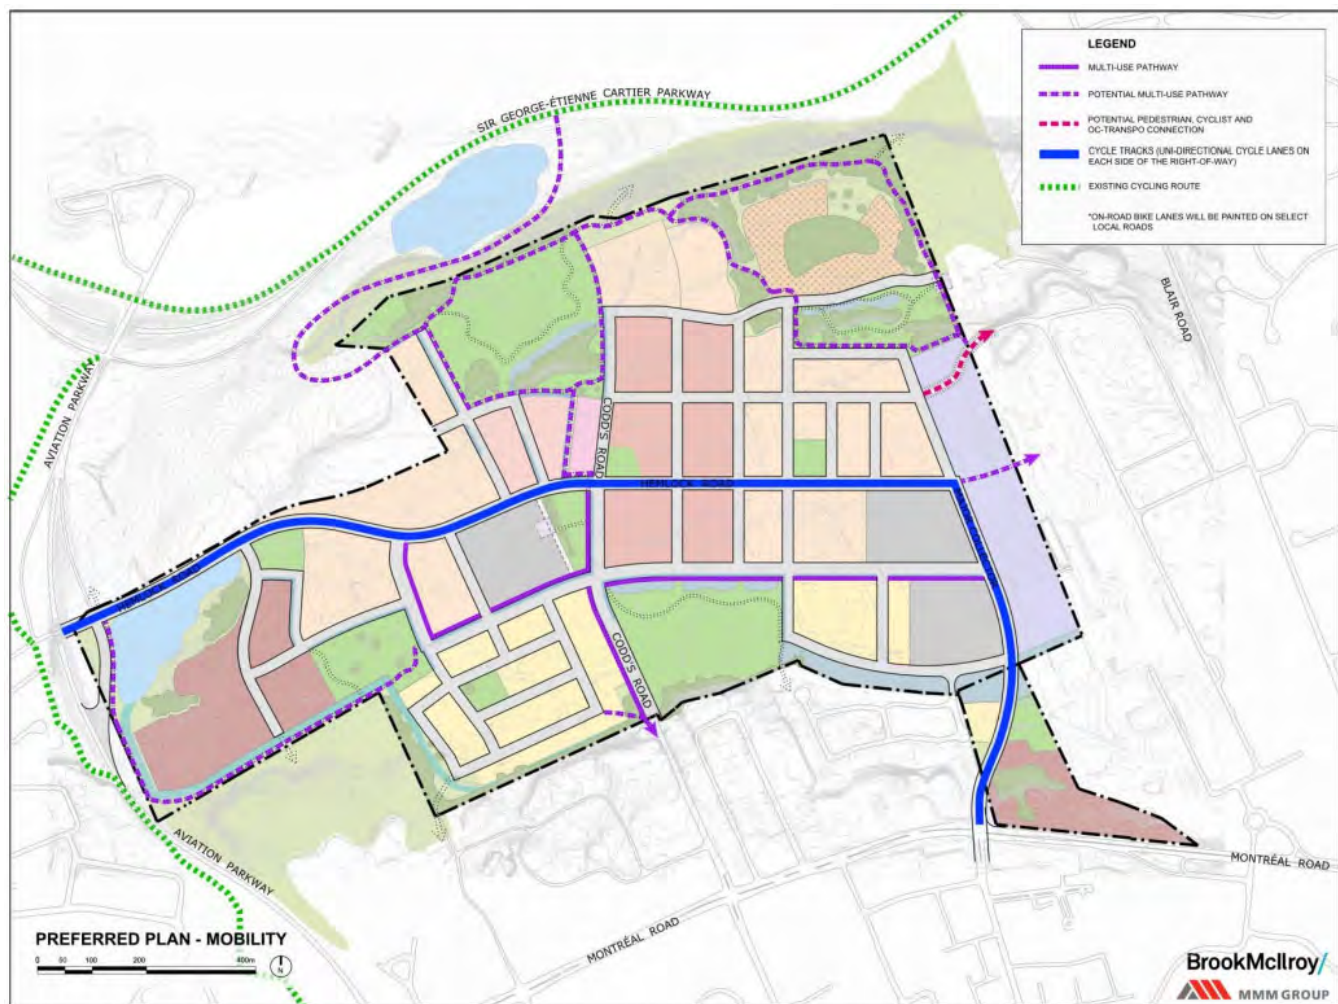 LEGEND
MULTI-USE PATHWAY
POTENTIAL MULTI-USE PATHWAY
POTENTIAL PEDESTRIAN, CYCLIST AND
OC-TRANSPO CONNECTION
CYCLE TRACKS (UNI-DIRECTIONAL CYCLE LANES ON
EACH SIDE OF THE RIGHT-OF-WAY)
EXISTING CYCLING ROUTE
*ON-ROAD BIKE LANES WILL BE PAINTED ON SELECT
LOCAL ROADS
SIR GEORGE-ÉTIENNE CARTIER PARKWAY
BLAIR ROAD
AVIATION PARKWAY
CODD'S ROAD
HEMLOCK ROAD
HEMLOCK ROAD
CODD'S ROAD
AVIATION PARKWAY
MONTRÉAL ROAD
MONTRÉAL ROAD
PREFERRED PLAN - MOBILITY
0 50 100 200 400m
N
BrookMcIlroy/
MMM GROUP